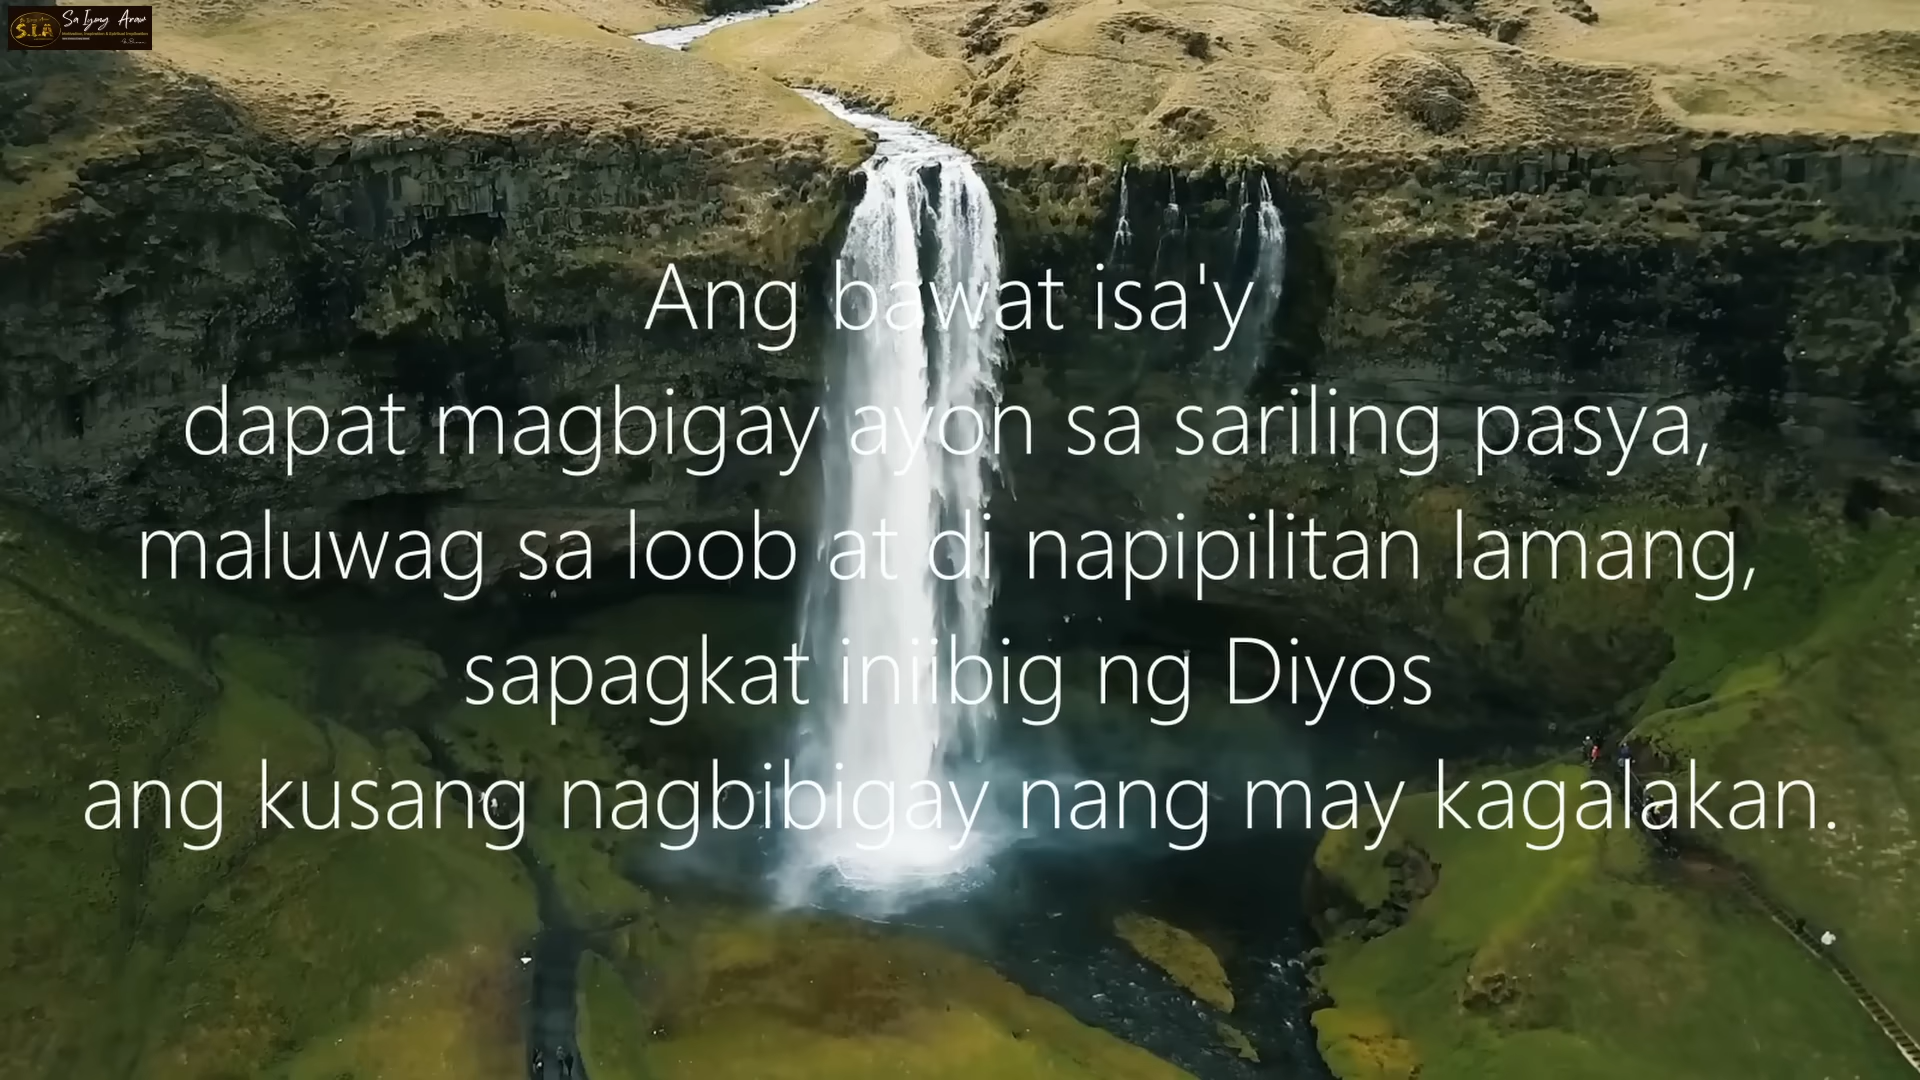 S.I.A
Sa Iyong Araw
Ang bawat isa'y
dapat magbigay ayon sa sariling pasya,
maluwag sa loob at di napipilitan lamang,
sapagkat iniibig ng Diyos
ang kusang nagbibigay nang may kagalakan.